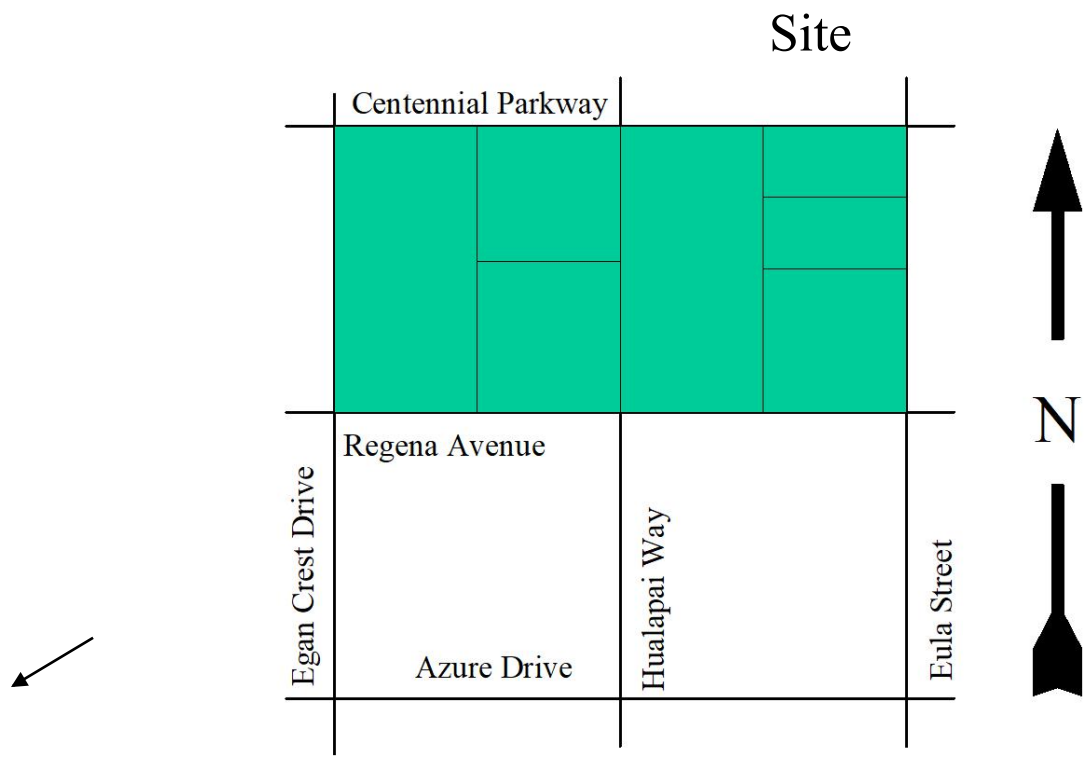 Site
Centennial Parkway
N
Regena Avenue
Egan Crest Drive
Hualapai Way
Eula Street
Azure Drive